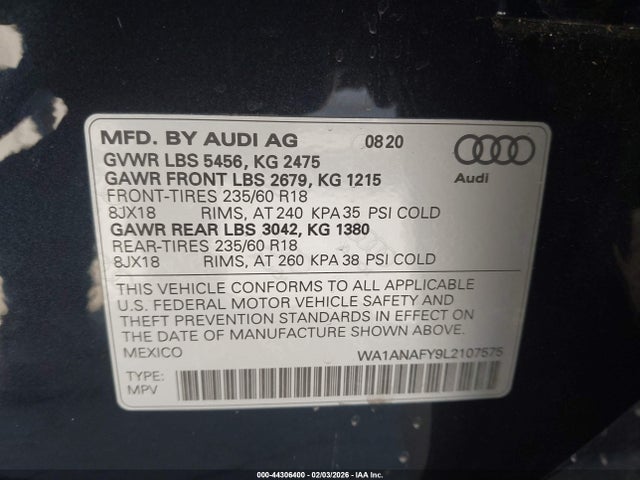 MFD. BY AUDI AG 0820
Audi
GVWR LBS 5456, KG 2475
GAWR FRONT LBS 2679, KG 1215
FRONT-TIRES 235/60 R18
8JX18 RIMS, AT 240 KPA 35 PSI COLD
GAWR REAR LBS 3042, KG 1380
REAR-TIRES 235/60 R18
8JX18 RIMS, AT 260 KPA 38 PSI COLD
THIS VEHICLE CONFORMS TO ALL APPLICABLE
U.S. FEDERAL MOTOR VEHICLE SAFETY AND
THEFT PREVENTION STANDARDS IN EFFECT ON
THE DATE OF MANUFACTURE SHOWN ABOVE.
MEXICO WA1ANAFY9L2107575
TYPE:
MPV
000-44306400 - 02/03/2026 - IAAI.COM